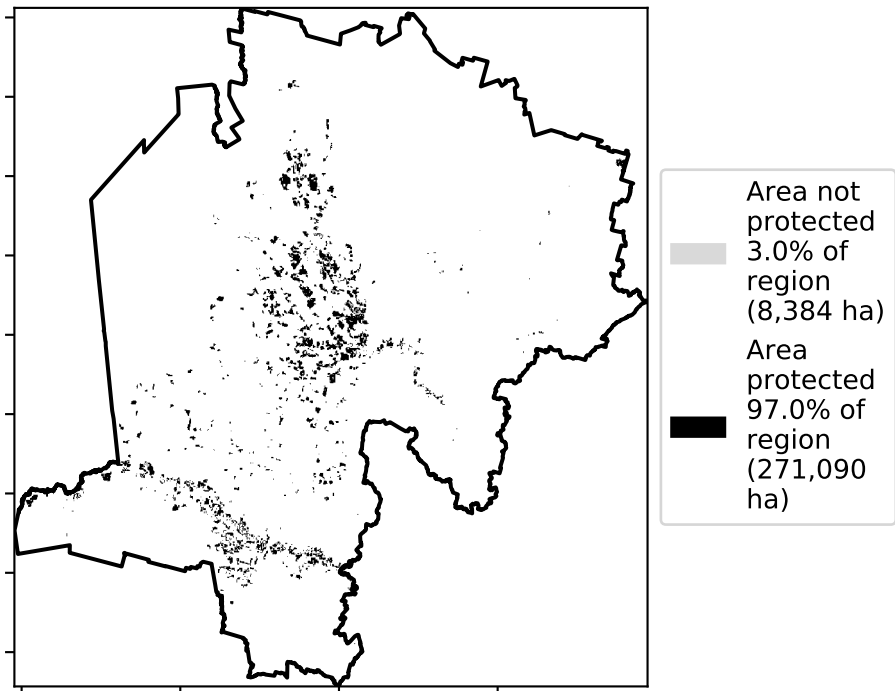 Area not
protected
3.0% of
region
(8,384 ha)
Area
protected
97.0% of
region
(271,090
ha)